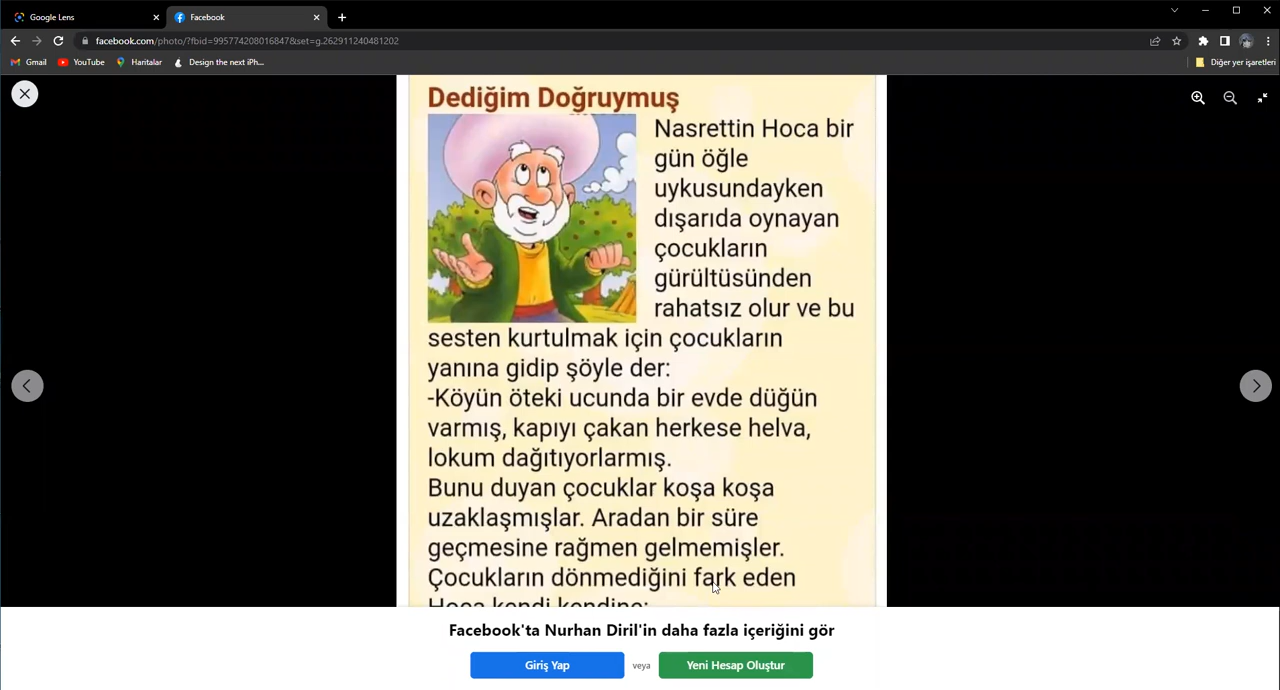 Google Lens
Facebook
facebook.com/photo/?fbid=995774208016847&set=g.262911240481202
Gmail
YouTube
Haritalar
Design the next iPh...
Diğer yer işaretleri
Dediğim Doğruymuş
Nasrettin Hoca bir
gün öğle
uykusundayken
dışarıda oynayan
çocukların
gürültüsünden
rahatsız olur ve bu
sesten kurtulmak için çocukların
yanına gidip şöyle der:
-Köyün öteki ucunda bir evde düğün
varmış, kapıyı çakan herkese helva,
lokum dağıtıyorlarmış.
Bunu duyan çocuklar koşa koşa
uzaklaşmışlar. Aradan bir süre
geçmesine rağmen gelmemişler.
Çocukların dönmediğini fark eden
Hoca kendi kendine:
Facebook'ta Nurhan Diril'in daha fazla içeriğini gör
Giriş Yap
veya
Yeni Hesap Oluştur